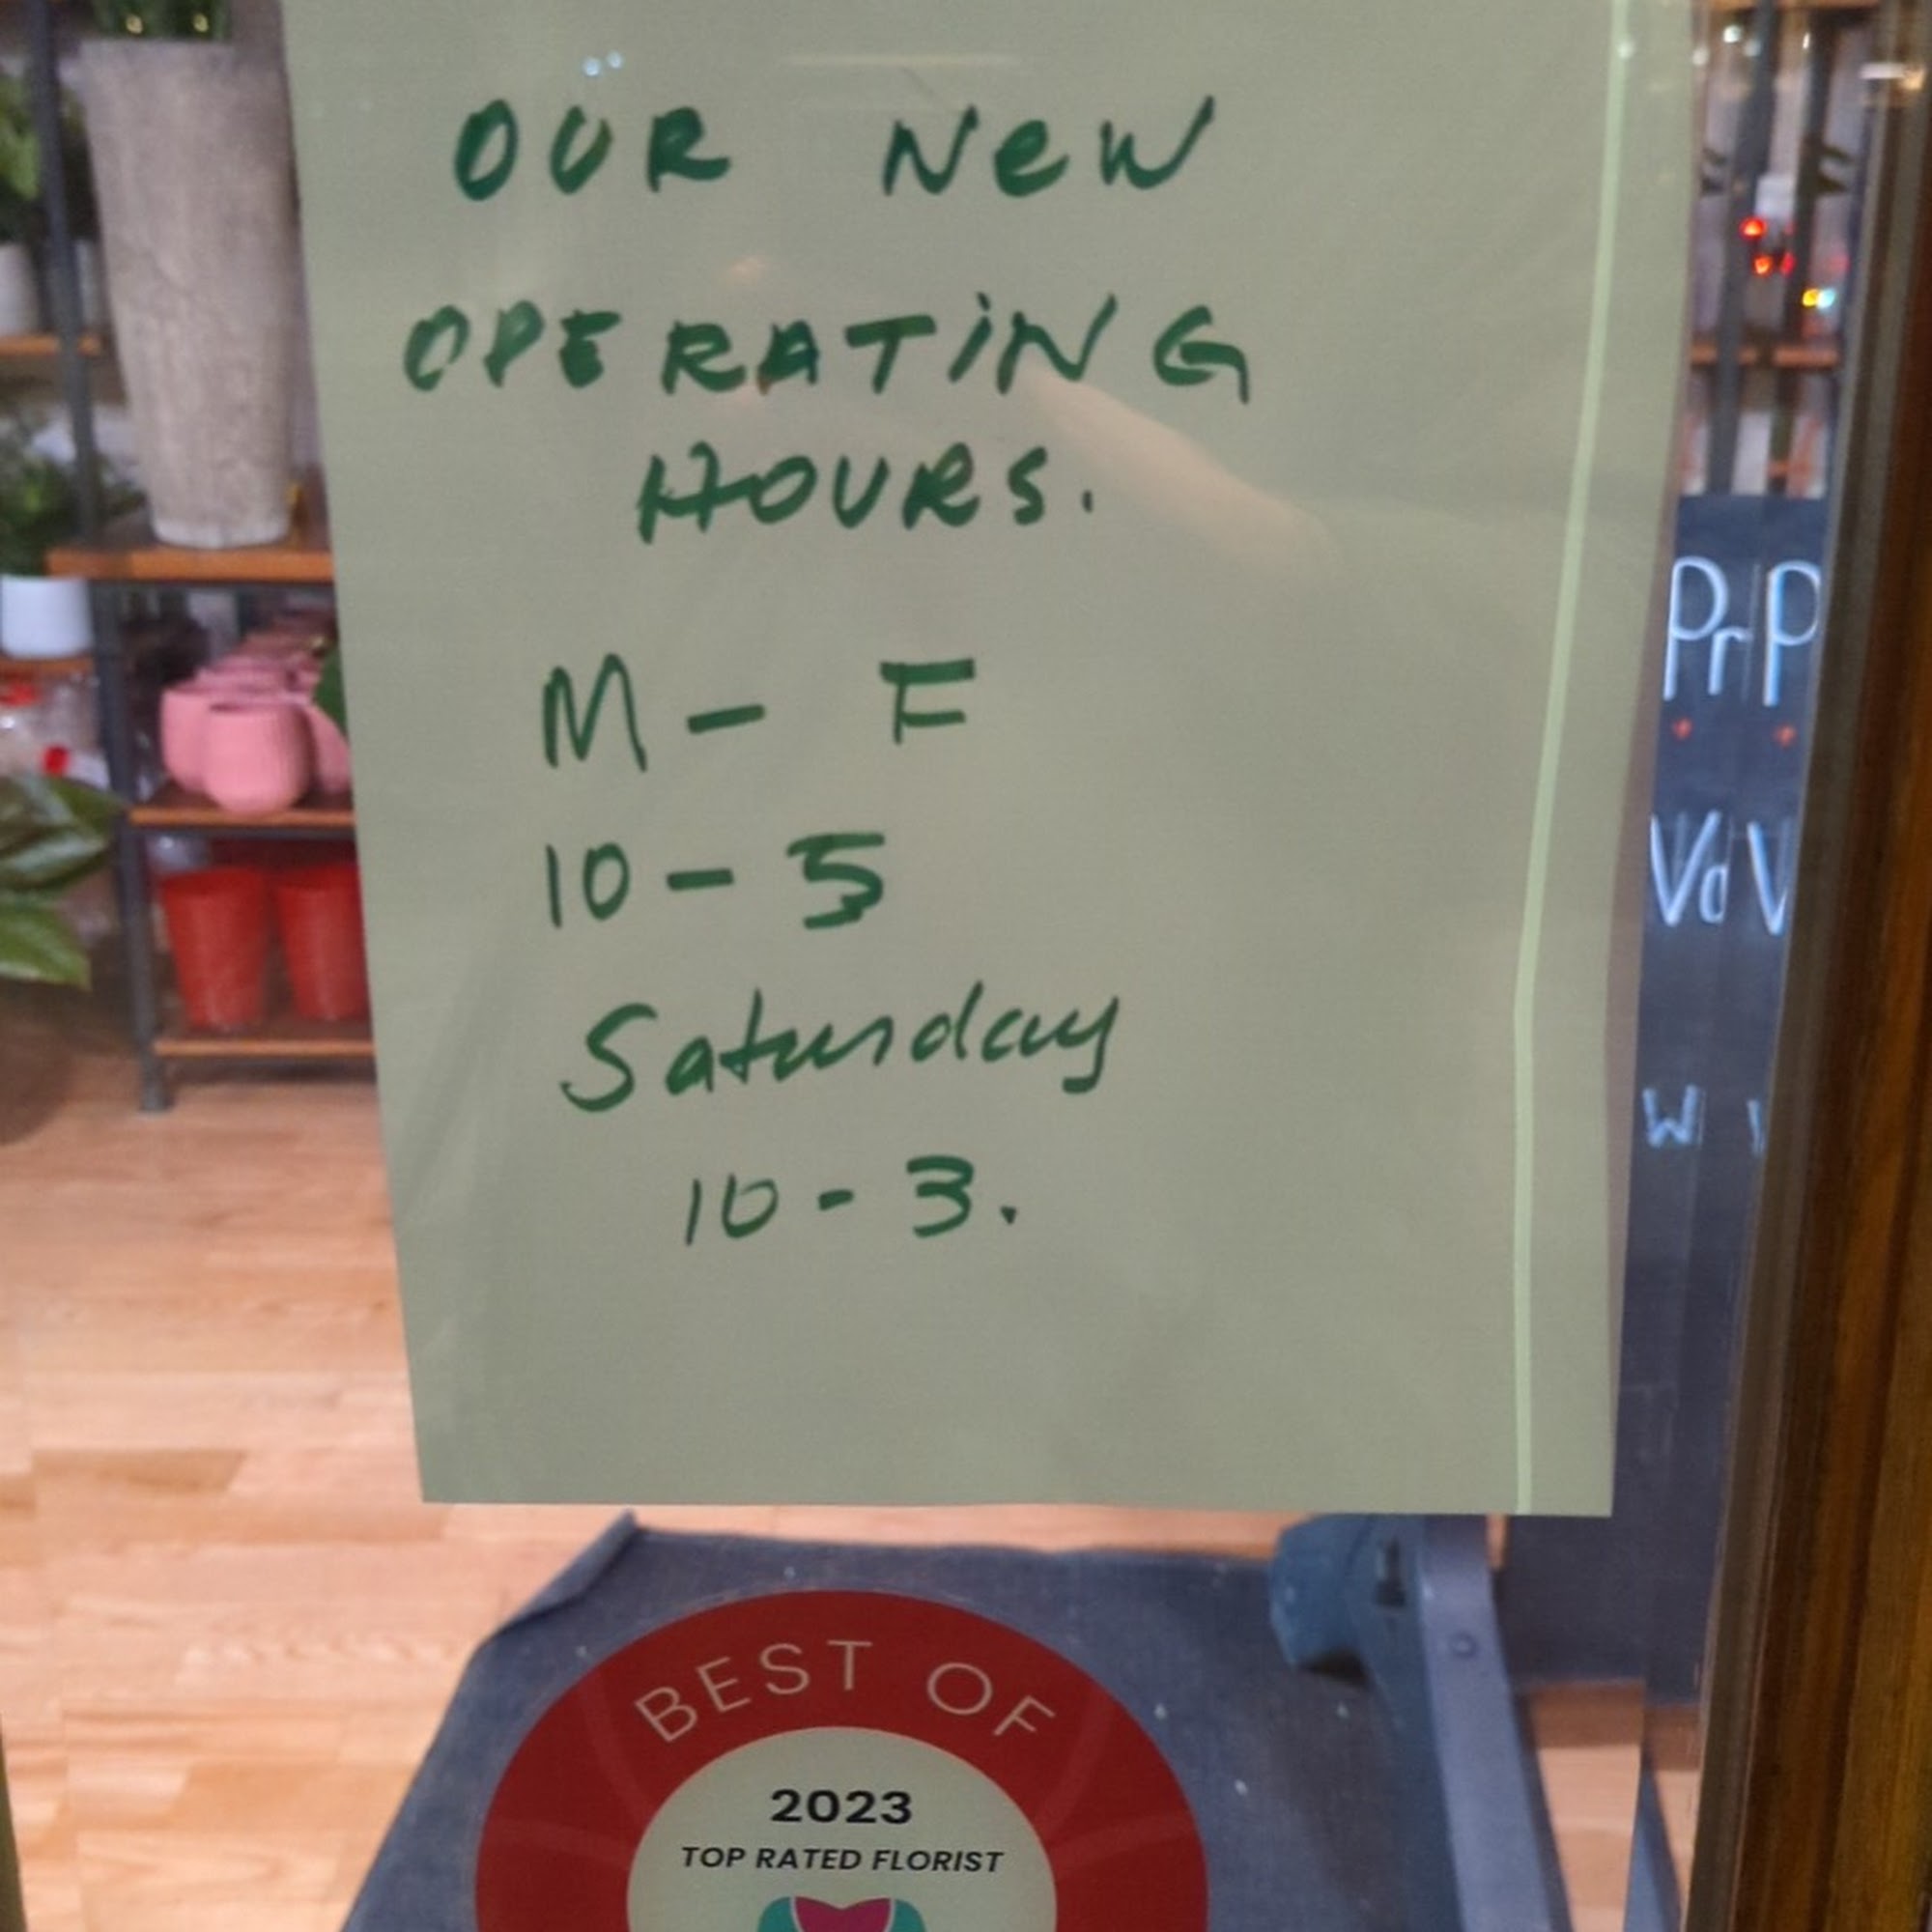 OUR NeW
OPERATiNG
HOURS.
M - F
10 - 5
Saturday
10 - 3.
BEST OF
2023
TOP RATED FLORIST